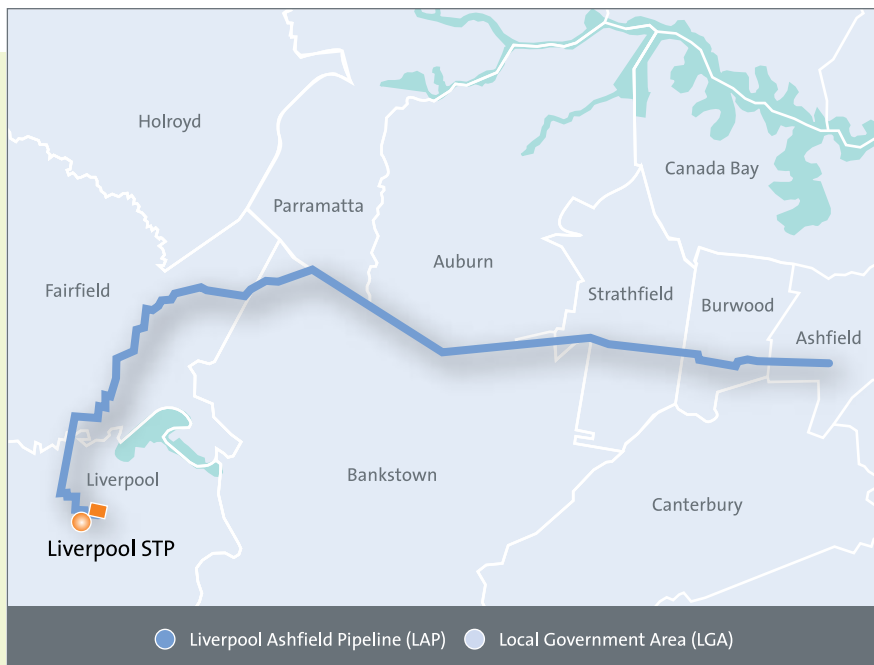 Holroyd
Canada Bay
Parramatta
Auburn
Fairfield
Strathfield
Burwood
Ashfield
Bankstown
Liverpool
Canterbury
Liverpool STP
Liverpool Ashfield Pipeline (LAP)
Local Government Area (LGA)